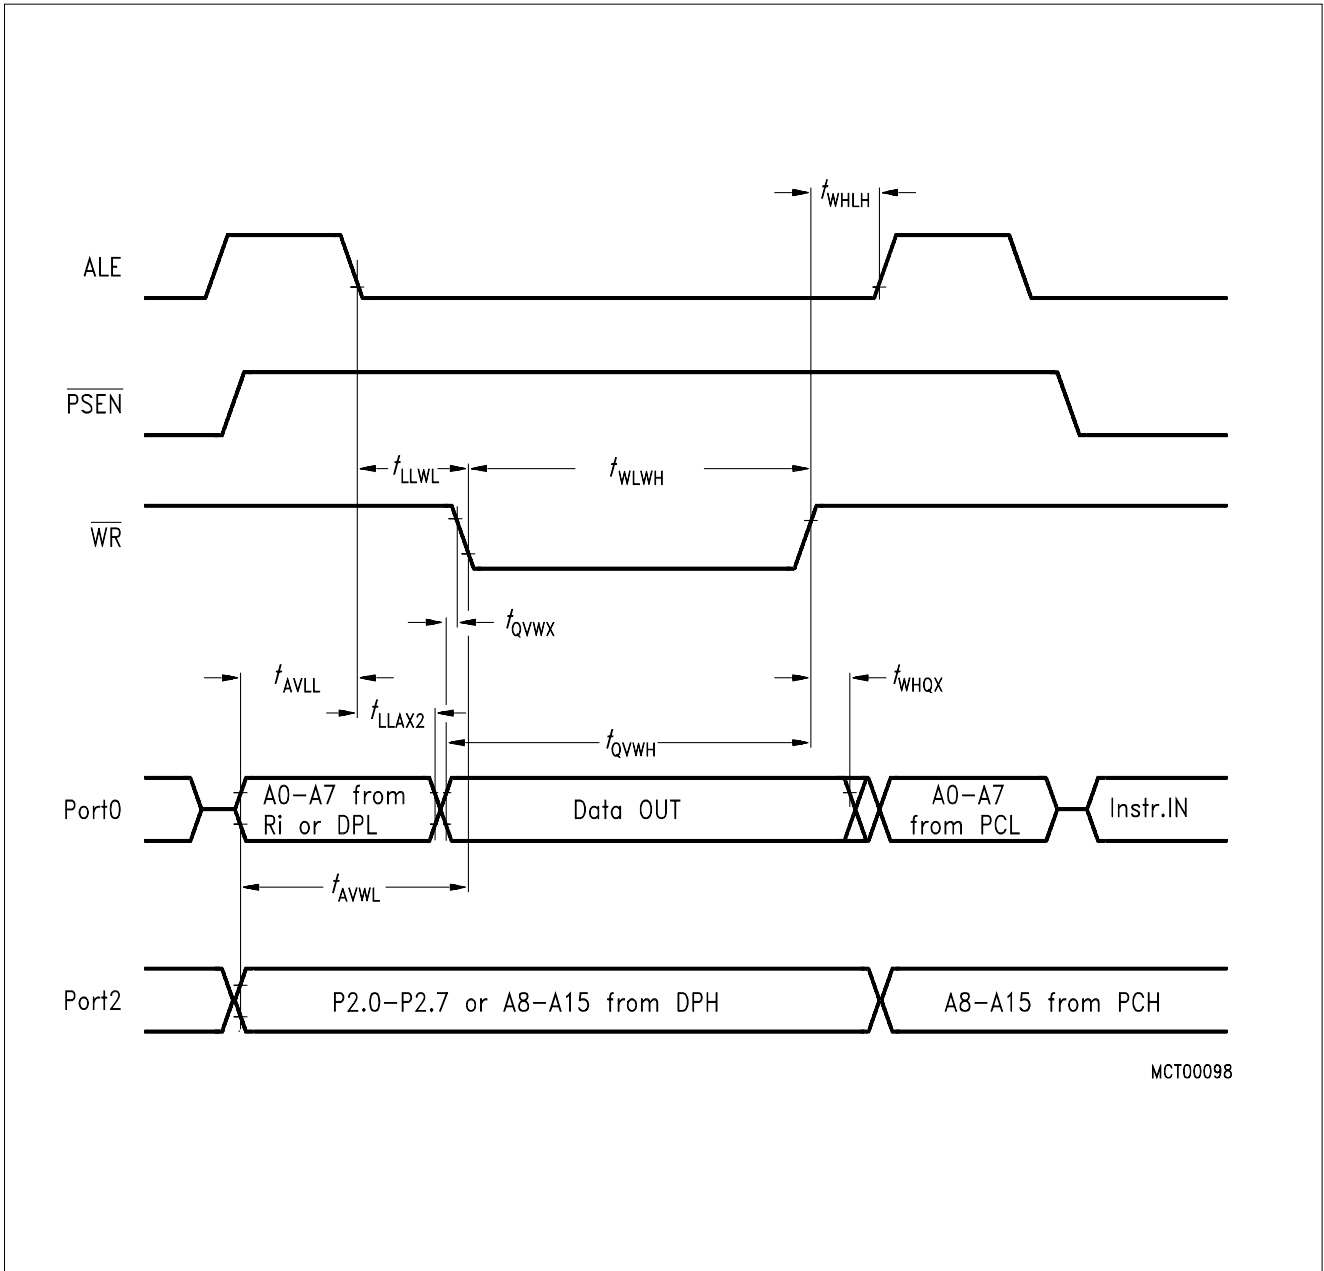 tWHLH
ALE
PSEN
tLLWL
tWLWH
WR
tQVWX
tAVLL
tWHQX
tLLAX2
tQVWH
Port0
A0-A7 from
Ri or DPL
Data OUT
A0-A7
from PCL
Instr.IN
tAVWL
Port2
P2.0-P2.7 or A8-A15 from DPH
A8-A15 from PCH
MCT00098